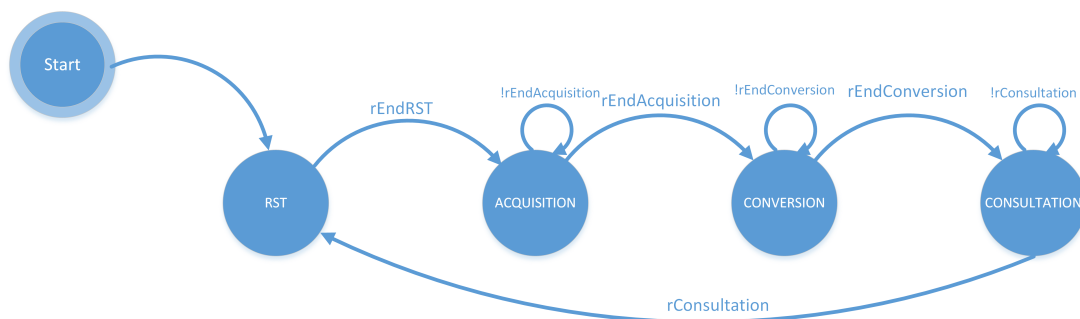 Start
!rEndAcquisition
!rEndConversion
!rConsultation
rEndRST
rEndAcquisition
rEndConversion
RST
ACQUISITION
CONVERSION
CONSULTATION
rConsultation